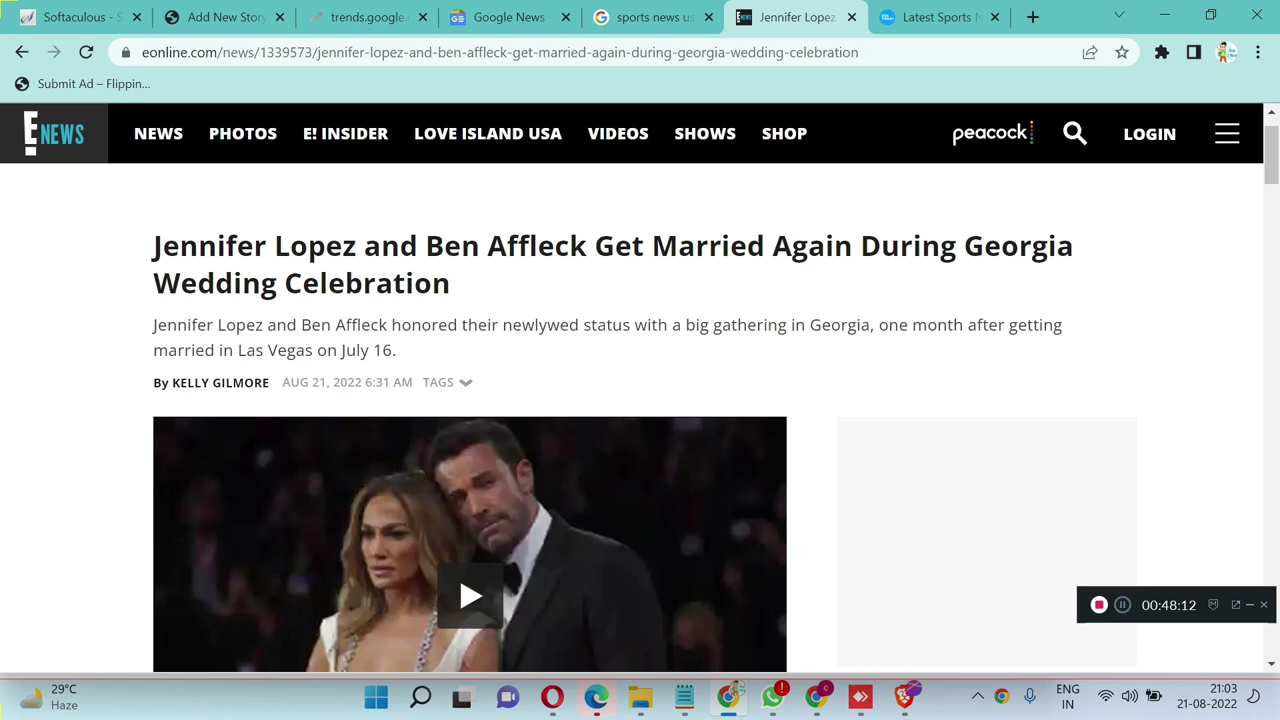 Softaculous - S
Add New Story
trends.google.
Google News -
sports news us
Jennifer Lopez
Latest Sports N
eonline.com/news/1339573/jennifer-lopez-and-ben-affleck-get-married-again-during-georgia-wedding-celebration
Submit Ad – Flippin...
E! NEWS
NEWS PHOTOS E! INSIDER LOVE ISLAND USA VIDEOS SHOWS SHOP
peacock
LOGIN
Jennifer Lopez and Ben Affleck Get Married Again During Georgia
Wedding Celebration
Jennifer Lopez and Ben Affleck honored their newlywed status with a big gathering in Georgia, one month after getting
married in Las Vegas on July 16.
By KELLY GILMORE AUG 21, 2022 6:31 AM TAGS
00:48:12
29°C
Haze
ENG
IN
21:03
21-08-2022